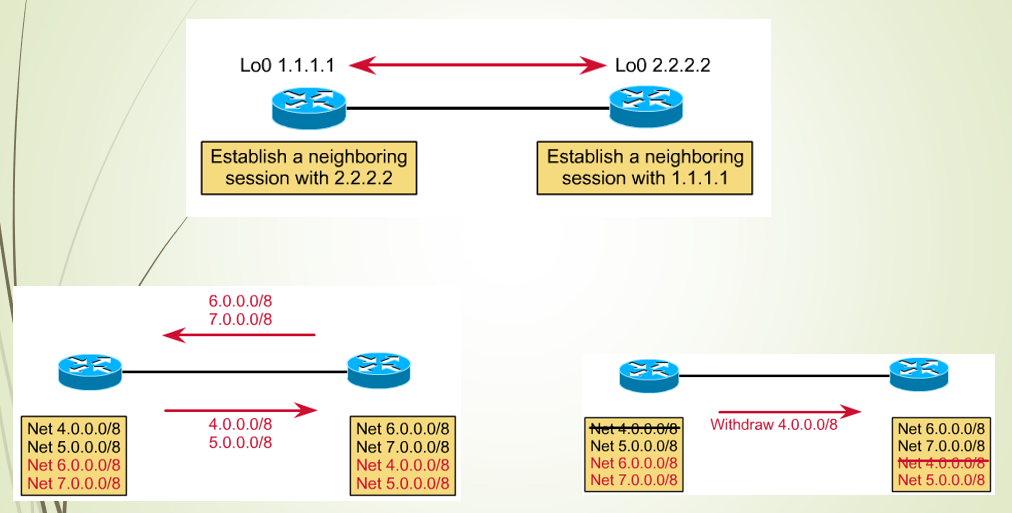 Lo0 1.1.1.1
Lo0 2.2.2.2
Establish a neighboring
session with 2.2.2.2
Establish a neighboring
session with 1.1.1.1
6.0.0.0/8
7.0.0.0/8
4.0.0.0/8
5.0.0.0/8
Net 4.0.0.0/8
Net 5.0.0.0/8
Net 6.0.0.0/8
Net 7.0.0.0/8
Net 6.0.0.0/8
Net 7.0.0.0/8
Net 4.0.0.0/8
Net 5.0.0.0/8
Withdraw 4.0.0.0/8
Net 4.0.0.0/8
Net 5.0.0.0/8
Net 6.0.0.0/8
Net 7.0.0.0/8
Net 6.0.0.0/8
Net 7.0.0.0/8
Net 4.0.0.0/8
Net 5.0.0.0/8